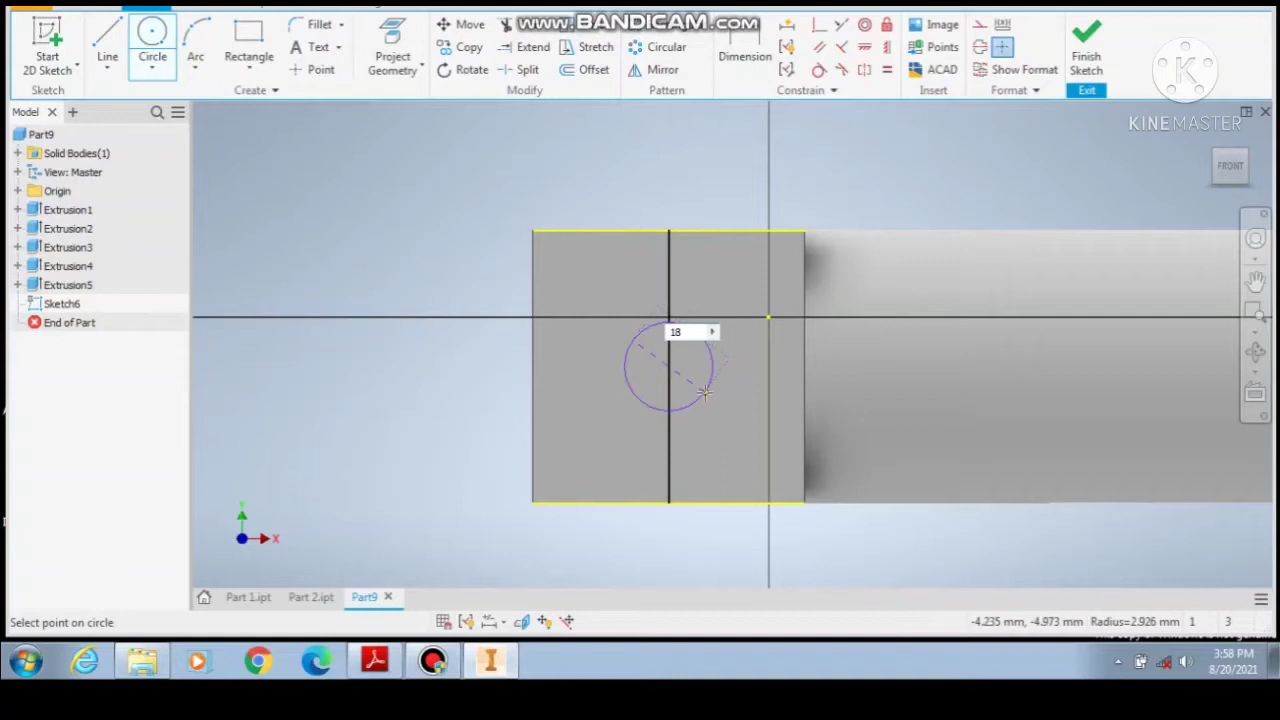 WWW.BANDICAM.COM
Start 2D Sketch
Line
Circle
Arc
Rectangle
Fillet
Text
Point
Project Geometry
Move
Copy
Rotate
Extend
Split
Stretch
Offset
Circular
Mirror
Dimension
Image
Points
ACAD
Show Format
Finish Sketch
Sketch
Create
Modify
Pattern
Constrain
Insert
Format
Exit
K
KINEMASTER
Model
Part9
Solid Bodies(1)
View: Master
Origin
Extrusion1
Extrusion2
Extrusion3
Extrusion4
Extrusion5
Sketch6
End of Part
FRONT
18
Y
X
Part 1.ipt
Part 2.ipt
Part9
Select point on circle
-4.235 mm, -4.973 mm
Radius=2.926 mm
1
3
3:58 PM
8/20/2021